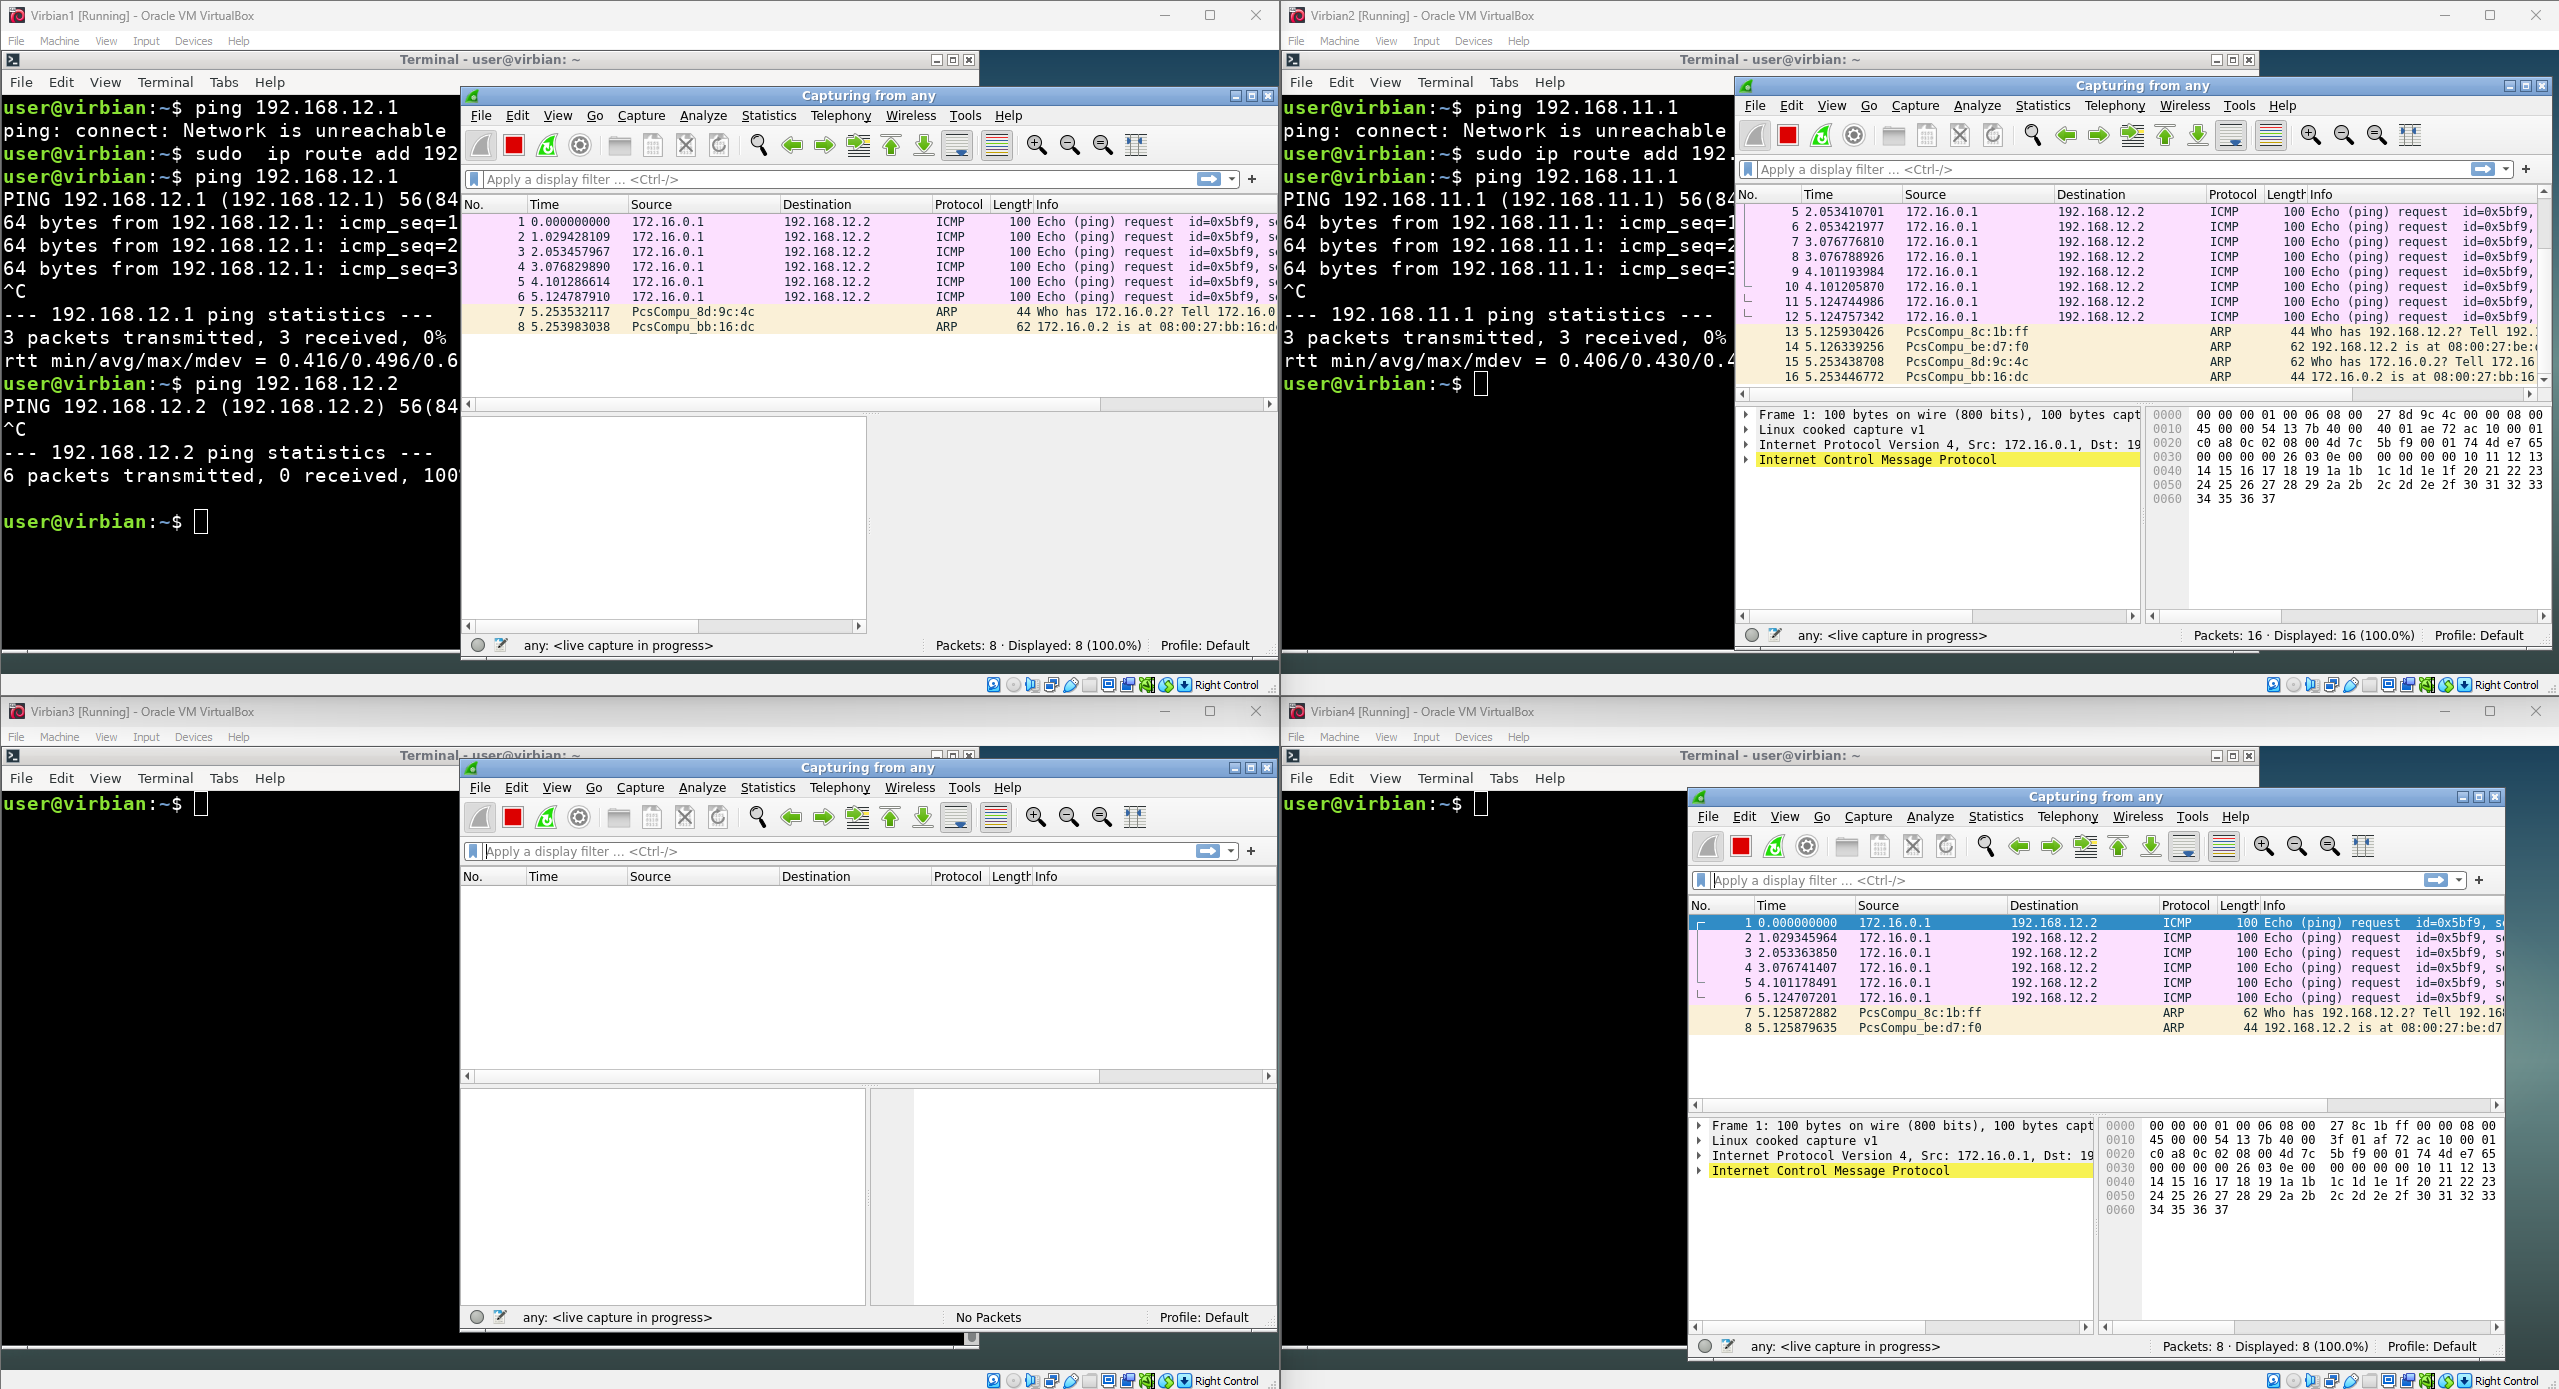 Virbian1 [Running] - Oracle VM VirtualBox
File Machine View Input Devices Help
Terminal - user@virbian: ~
File Edit View Terminal Tabs Help
user@virbian:~$ ping 192.168.12.1
ping: connect: Network is unreachable
user@virbian:~$ sudo  ip route add 192
user@virbian:~$ ping 192.168.12.1
PING 192.168.12.1 (192.168.12.1) 56(84
64 bytes from 192.168.12.1: icmp_seq=1
64 bytes from 192.168.12.1: icmp_seq=2
64 bytes from 192.168.12.1: icmp_seq=3
^C
--- 192.168.12.1 ping statistics ---
3 packets transmitted, 3 received, 0%
rtt min/avg/max/mdev = 0.416/0.496/0.6
user@virbian:~$ ping 192.168.12.2
PING 192.168.12.2 (192.168.12.2) 56(84
^C
--- 192.168.12.2 ping statistics ---
6 packets transmitted, 0 received, 100
user@virbian:~$
Capturing from any
File Edit View Go Capture Analyze Statistics Telephony Wireless Tools Help
Apply a display filter ... <Ctrl-/>
No. Time Source Destination Protocol Length Info
1 0.000000000 172.16.0.1 192.168.12.2 ICMP 100 Echo (ping) request id=0x5bf9, s
2 1.029428109 172.16.0.1 192.168.12.2 ICMP 100 Echo (ping) request id=0x5bf9, s
3 2.053457967 172.16.0.1 192.168.12.2 ICMP 100 Echo (ping) request id=0x5bf9, s
4 3.076829890 172.16.0.1 192.168.12.2 ICMP 100 Echo (ping) request id=0x5bf9, s
5 4.101286614 172.16.0.1 192.168.12.2 ICMP 100 Echo (ping) request id=0x5bf9, s
6 5.124787910 172.16.0.1 192.168.12.2 ICMP 100 Echo (ping) request id=0x5bf9, s
7 5.253532117 PcsCompu_8d:9c:4c ARP 44 Who has 172.16.0.2? Tell 172.16.0
8 5.253983038 PcsCompu_bb:16:dc ARP 62 172.16.0.2 is at 08:00:27:bb:16:d
any: <live capture in progress> Packets: 8 · Displayed: 8 (100.0%) Profile: Default
Right Control
Virbian2 [Running] - Oracle VM VirtualBox
File Machine View Input Devices Help
Terminal - user@virbian: ~
File Edit View Terminal Tabs Help
user@virbian:~$ ping 192.168.11.1
ping: connect: Network is unreachable
user@virbian:~$ sudo ip route add 192.
user@virbian:~$ ping 192.168.11.1
PING 192.168.11.1 (192.168.11.1) 56(84
64 bytes from 192.168.11.1: icmp_seq=1
64 bytes from 192.168.11.1: icmp_seq=2
64 bytes from 192.168.11.1: icmp_seq=3
^C
--- 192.168.11.1 ping statistics ---
3 packets transmitted, 3 received, 0%
rtt min/avg/max/mdev = 0.406/0.430/0.4
user@virbian:~$
Capturing from any
File Edit View Go Capture Analyze Statistics Telephony Wireless Tools Help
Apply a display filter ... <Ctrl-/>
No. Time Source Destination Protocol Length Info
5 2.053410701 172.16.0.1 192.168.12.2 ICMP 100 Echo (ping) request id=0x5bf9,
6 2.053421977 172.16.0.1 192.168.12.2 ICMP 100 Echo (ping) request id=0x5bf9,
7 3.076776810 172.16.0.1 192.168.12.2 ICMP 100 Echo (ping) request id=0x5bf9,
8 3.076788926 172.16.0.1 192.168.12.2 ICMP 100 Echo (ping) request id=0x5bf9,
9 4.101193984 172.16.0.1 192.168.12.2 ICMP 100 Echo (ping) request id=0x5bf9,
10 4.101205870 172.16.0.1 192.168.12.2 ICMP 100 Echo (ping) request id=0x5bf9,
11 5.124744986 172.16.0.1 192.168.12.2 ICMP 100 Echo (ping) request id=0x5bf9,
12 5.124757342 172.16.0.1 192.168.12.2 ICMP 100 Echo (ping) request id=0x5bf9,
13 5.125930426 PcsCompu_8c:1b:ff ARP 44 Who has 192.168.12.2? Tell 192.
14 5.126339256 PcsCompu_be:d7:f0 ARP 62 192.168.12.2 is at 08:00:27:be:
15 5.253438708 PcsCompu_8d:9c:4c ARP 62 Who has 172.16.0.2? Tell 172.16
16 5.253446772 PcsCompu_bb:16:dc ARP 44 172.16.0.2 is at 08:00:27:bb:16
Frame 1: 100 bytes on wire (800 bits), 100 bytes capt
Linux cooked capture v1
Internet Protocol Version 4, Src: 172.16.0.1, Dst: 19
Internet Control Message Protocol
0000 00 00 00 01 00 06 08 00 27 8d 9c 4c 00 00 08 00
0010 45 00 00 54 13 7b 40 00 40 01 ae 72 ac 10 00 01
0020 c0 a8 0c 02 08 00 4d 7c 5b f9 00 01 74 4d e7 65
0030 00 00 00 00 26 03 0e 00 00 00 00 00 10 11 12 13
0040 14 15 16 17 18 19 1a 1b 1c 1d 1e 1f 20 21 22 23
0050 24 25 26 27 28 29 2a 2b 2c 2d 2e 2f 30 31 32 33
0060 34 35 36 37
any: <live capture in progress> Packets: 16 · Displayed: 16 (100.0%) Profile: Default
Right Control
Virbian3 [Running] - Oracle VM VirtualBox
File Machine View Input Devices Help
Terminal - user@virbian: ~
File Edit View Terminal Tabs Help
user@virbian:~$
Capturing from any
File Edit View Go Capture Analyze Statistics Telephony Wireless Tools Help
Apply a display filter ... <Ctrl-/>
No. Time Source Destination Protocol Length Info
any: <live capture in progress> No Packets Profile: Default
Right Control
Virbian4 [Running] - Oracle VM VirtualBox
File Machine View Input Devices Help
Terminal - user@virbian: ~
File Edit View Terminal Tabs Help
user@virbian:~$
Capturing from any
File Edit View Go Capture Analyze Statistics Telephony Wireless Tools Help
Apply a display filter ... <Ctrl-/>
No. Time Source Destination Protocol Length Info
1 0.000000000 172.16.0.1 192.168.12.2 ICMP 100 Echo (ping) request id=0x5bf9, s
2 1.029345964 172.16.0.1 192.168.12.2 ICMP 100 Echo (ping) request id=0x5bf9, s
3 2.053363850 172.16.0.1 192.168.12.2 ICMP 100 Echo (ping) request id=0x5bf9, s
4 3.076741407 172.16.0.1 192.168.12.2 ICMP 100 Echo (ping) request id=0x5bf9, s
5 4.101178491 172.16.0.1 192.168.12.2 ICMP 100 Echo (ping) request id=0x5bf9, s
6 5.124707201 172.16.0.1 192.168.12.2 ICMP 100 Echo (ping) request id=0x5bf9, s
7 5.125872882 PcsCompu_8c:1b:ff ARP 62 Who has 192.168.12.2? Tell 192.168
8 5.125879635 PcsCompu_be:d7:f0 ARP 44 192.168.12.2 is at 08:00:27:be:d7
Frame 1: 100 bytes on wire (800 bits), 100 bytes capt
Linux cooked capture v1
Internet Protocol Version 4, Src: 172.16.0.1, Dst: 19
Internet Control Message Protocol
0000 00 00 00 01 00 06 08 00 27 8c 1b ff 00 00 08 00
0010 45 00 00 54 13 7b 40 00 3f 01 af 72 ac 10 00 01
0020 c0 a8 0c 02 08 00 4d 7c 5b f9 00 01 74 4d e7 65
0030 00 00 00 00 26 03 0e 00 00 00 00 00 10 11 12 13
0040 14 15 16 17 18 19 1a 1b 1c 1d 1e 1f 20 21 22 23
0050 24 25 26 27 28 29 2a 2b 2c 2d 2e 2f 30 31 32 33
0060 34 35 36 37
any: <live capture in progress> Packets: 8 · Displayed: 8 (100.0%) Profile: Default
Right Control